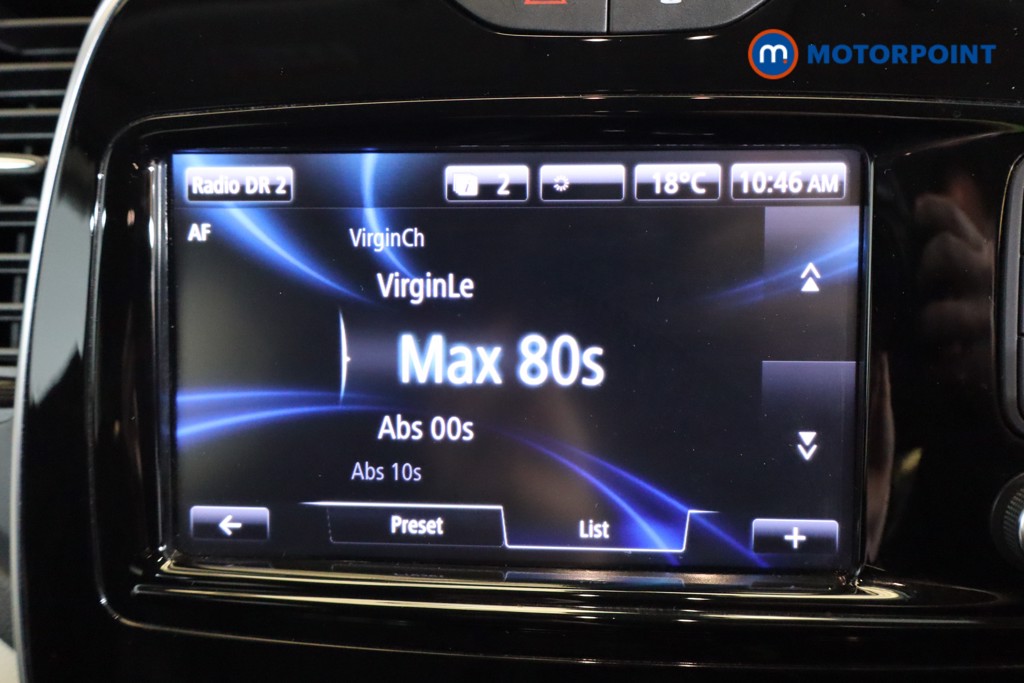 m MOTORPOINT
Radio DR 2
2
18°C
10:46 AM
AF
VirginCh
VirginLe
Max 80s
Abs 00s
Abs 10s
Preset
List
+